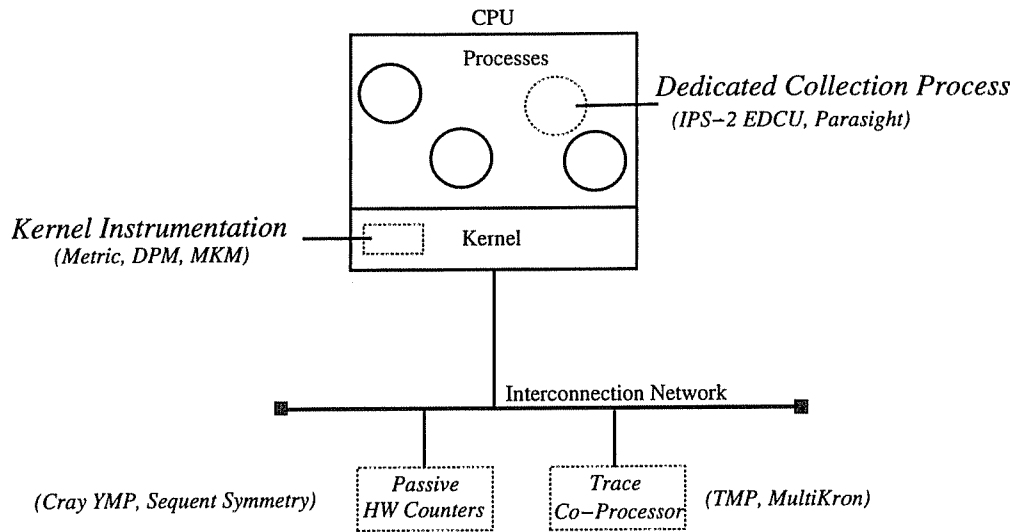 CPU
Processes
Dedicated Collection Process
(IPS-2 EDCU, Parasight)
Kernel Instrumentation
(Metric, DPM, MKM)
Kernel
Interconnection Network
(Cray YMP, Sequent Symmetry)
Passive
HW Counters
Trace
Co-Processor
(TMP, MultiKron)